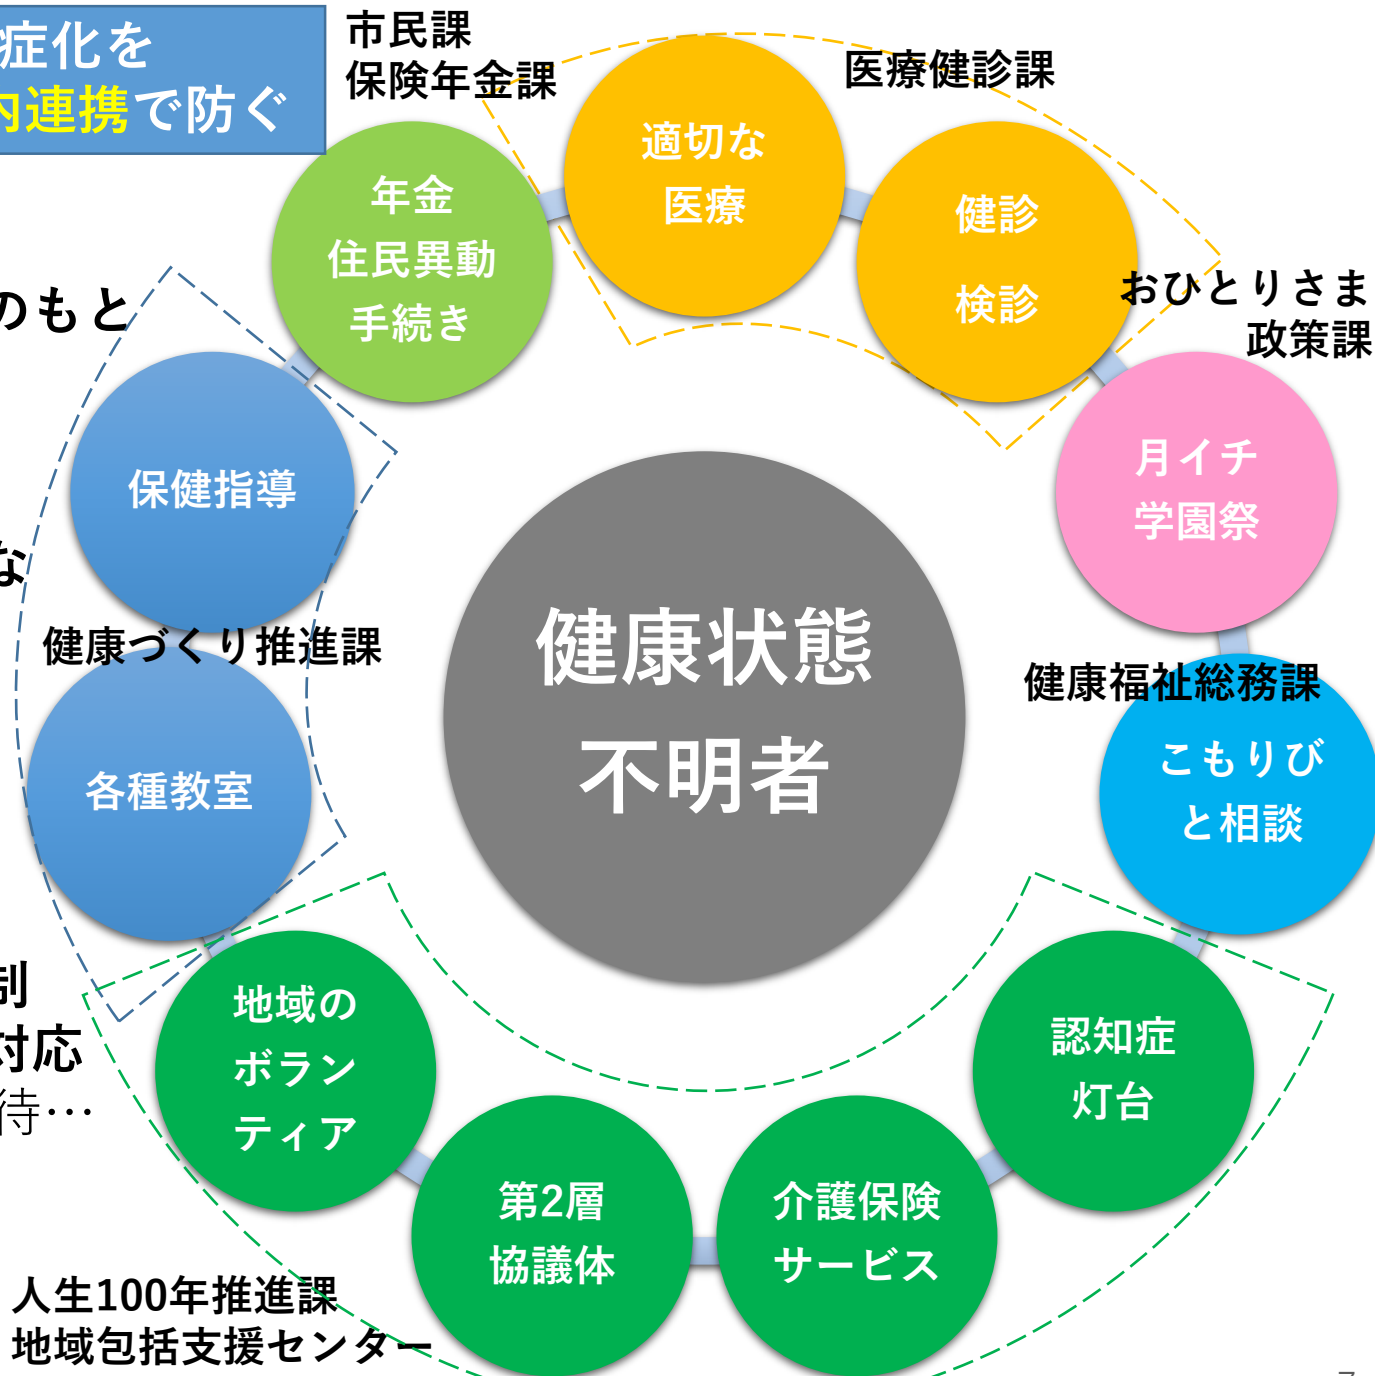 症化を
内連携で防ぐ
市民課
保険年金課
医療健診課
適切な
医療
年金
住民異動
手続き
健診
検診
おひとりさま
政策課
のもと
保健指導
月イチ
学園祭
な
健康状態
不明者
健康づくり推進課
健康福祉総務課
各種教室
こもりび
と相談
制
対応
待…
地域の
ボラン
ティア
認知症
灯台
第2層
協議体
介護保険
サービス
人生100年推進課
地域包括支援センター